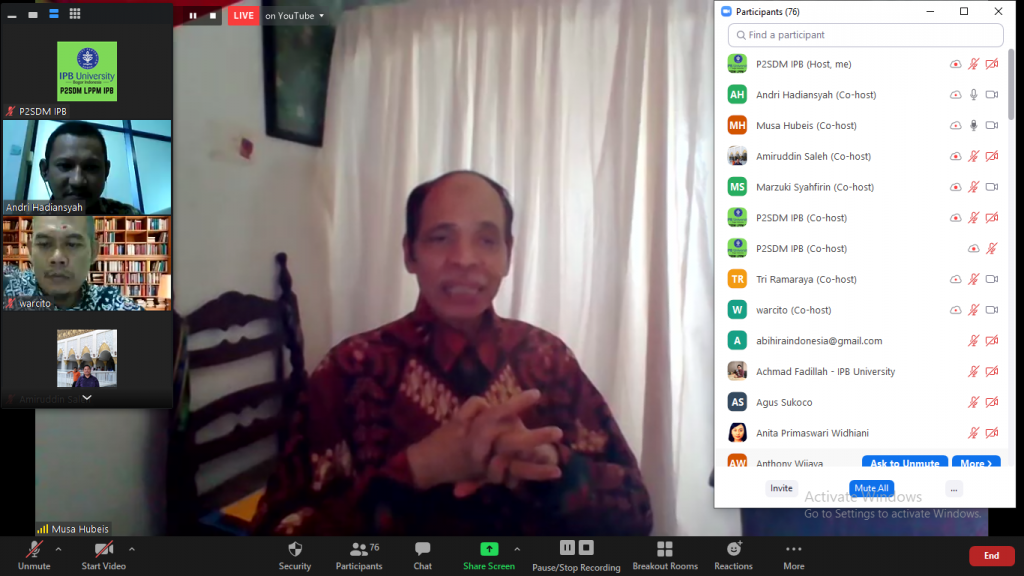 LIVE on YouTube
IPB University
Bogor Indonesia
P2SDM LPPM IPB
P2SDM IPB
Andri Hadiansyah
warcito
Amiruddin Saleh
Musa Hubeis
Participants (76)
Find a participant
P2SDM IPB (Host, me)
AH Andri Hadiansyah (Co-host)
MH Musa Hubeis (Co-host)
Amiruddin Saleh (Co-host)
MS Marzuki Syahfirin (Co-host)
P2SDM IPB (Co-host)
P2SDM IPB (Co-host)
TR Tri Ramaraya (Co-host)
W warcito (Co-host)
A abihiraindonesia@gmail.com
Achmad Fadillah - IPB University
AS Agus Sukoco
Anita Primaswari Widhiani
AW Anthony Wijaya Ask to Unmute More >
Invite Mute All ...
Activate Windows
Go to Settings to activate Windows.
Unmute Start Video Security Participants 76 Chat Share Screen Pause/Stop Recording Breakout Rooms Reactions More End